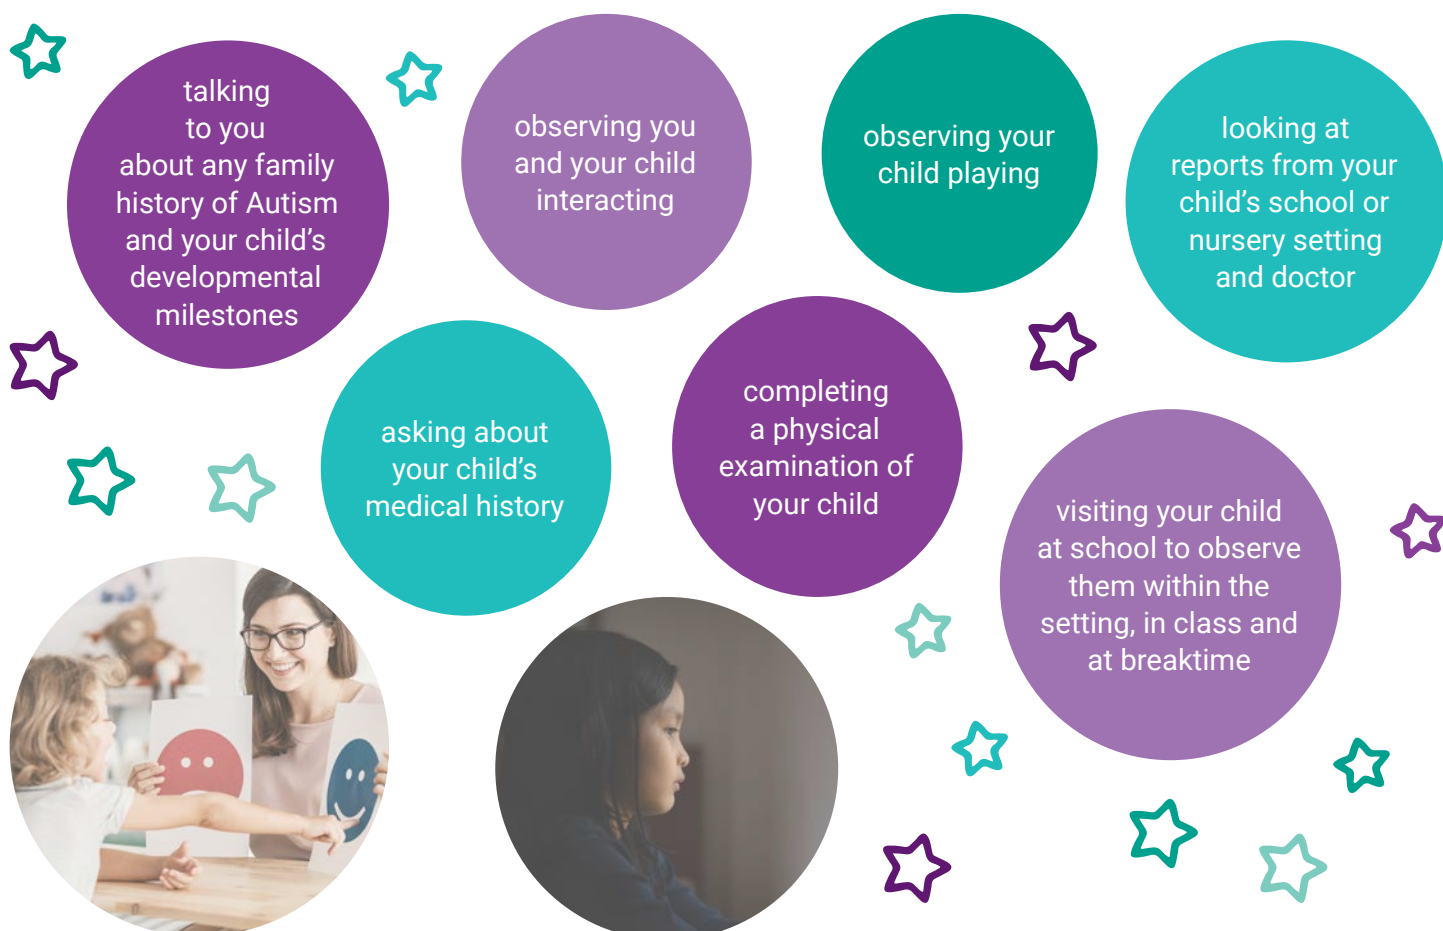 talking
to you
about any family
history of Autism
and your child's
developmental
milestones
observing you
and your child
interacting
observing your
child playing
looking at
reports from your
child's school or
nursery setting
and doctor
asking about
your child's
medical history
completing
a physical
examination of
your child
visiting your child
at school to observe
them within the
setting, in class and
at breaktime